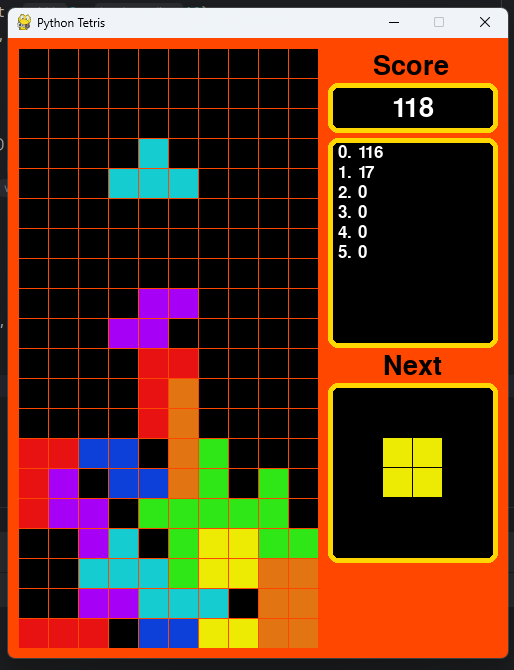 Python Tetris
Score
118
0. 116
1. 17
2. 0
3. 0
4. 0
5. 0
Next